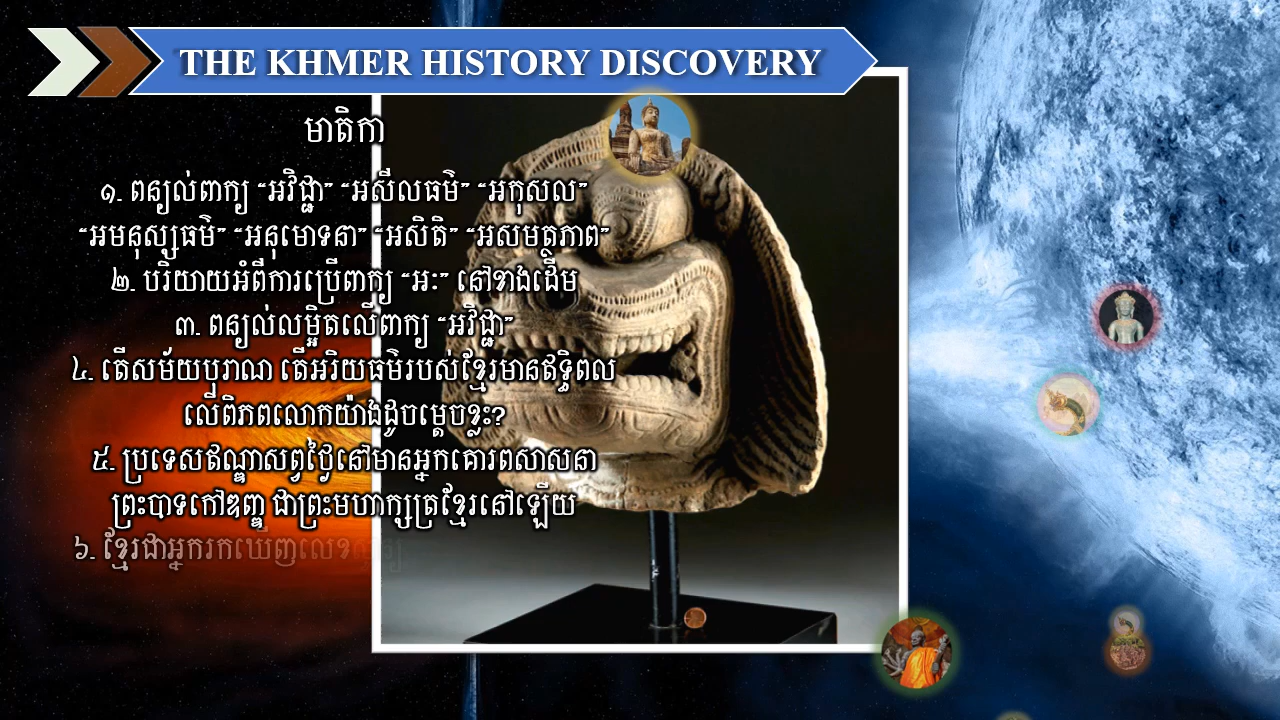 THE KHMER HISTORY DISCOVERY
មាតិកា
១. ពន្យល់ពាក្យ “អវិជ្ជា” “អសីលធម៌” “អកុសល”
“អមនុស្សធម៌” “អនុមោទនា” “អសិតិ” “អសមត្ថភាព”
២. បរិយាយអំពីការប្រើពាក្យ “អៈ” នៅខាងដើម
៣. ពន្យល់លម្អិតលើពាក្យ “អវិជ្ជា”
៤. តើសម័យបុរាណ តើអរិយធម៌របស់ខ្មែរមានឥទ្ធិពល
លើពិភពលោកយ៉ាងដូចម្ដេចខ្លះ?
៥. ប្រទេសឥណ្ឌាសព្វថ្ងៃនៅមានអ្នកគោរពសាសនា
ព្រះបាទកៅឌញ្ញ ជាព្រះមហាក្សត្រខ្មែរនៅឡើយ
៦. ខ្មែរជាអ្នករកឃើញលេខសូន្យ